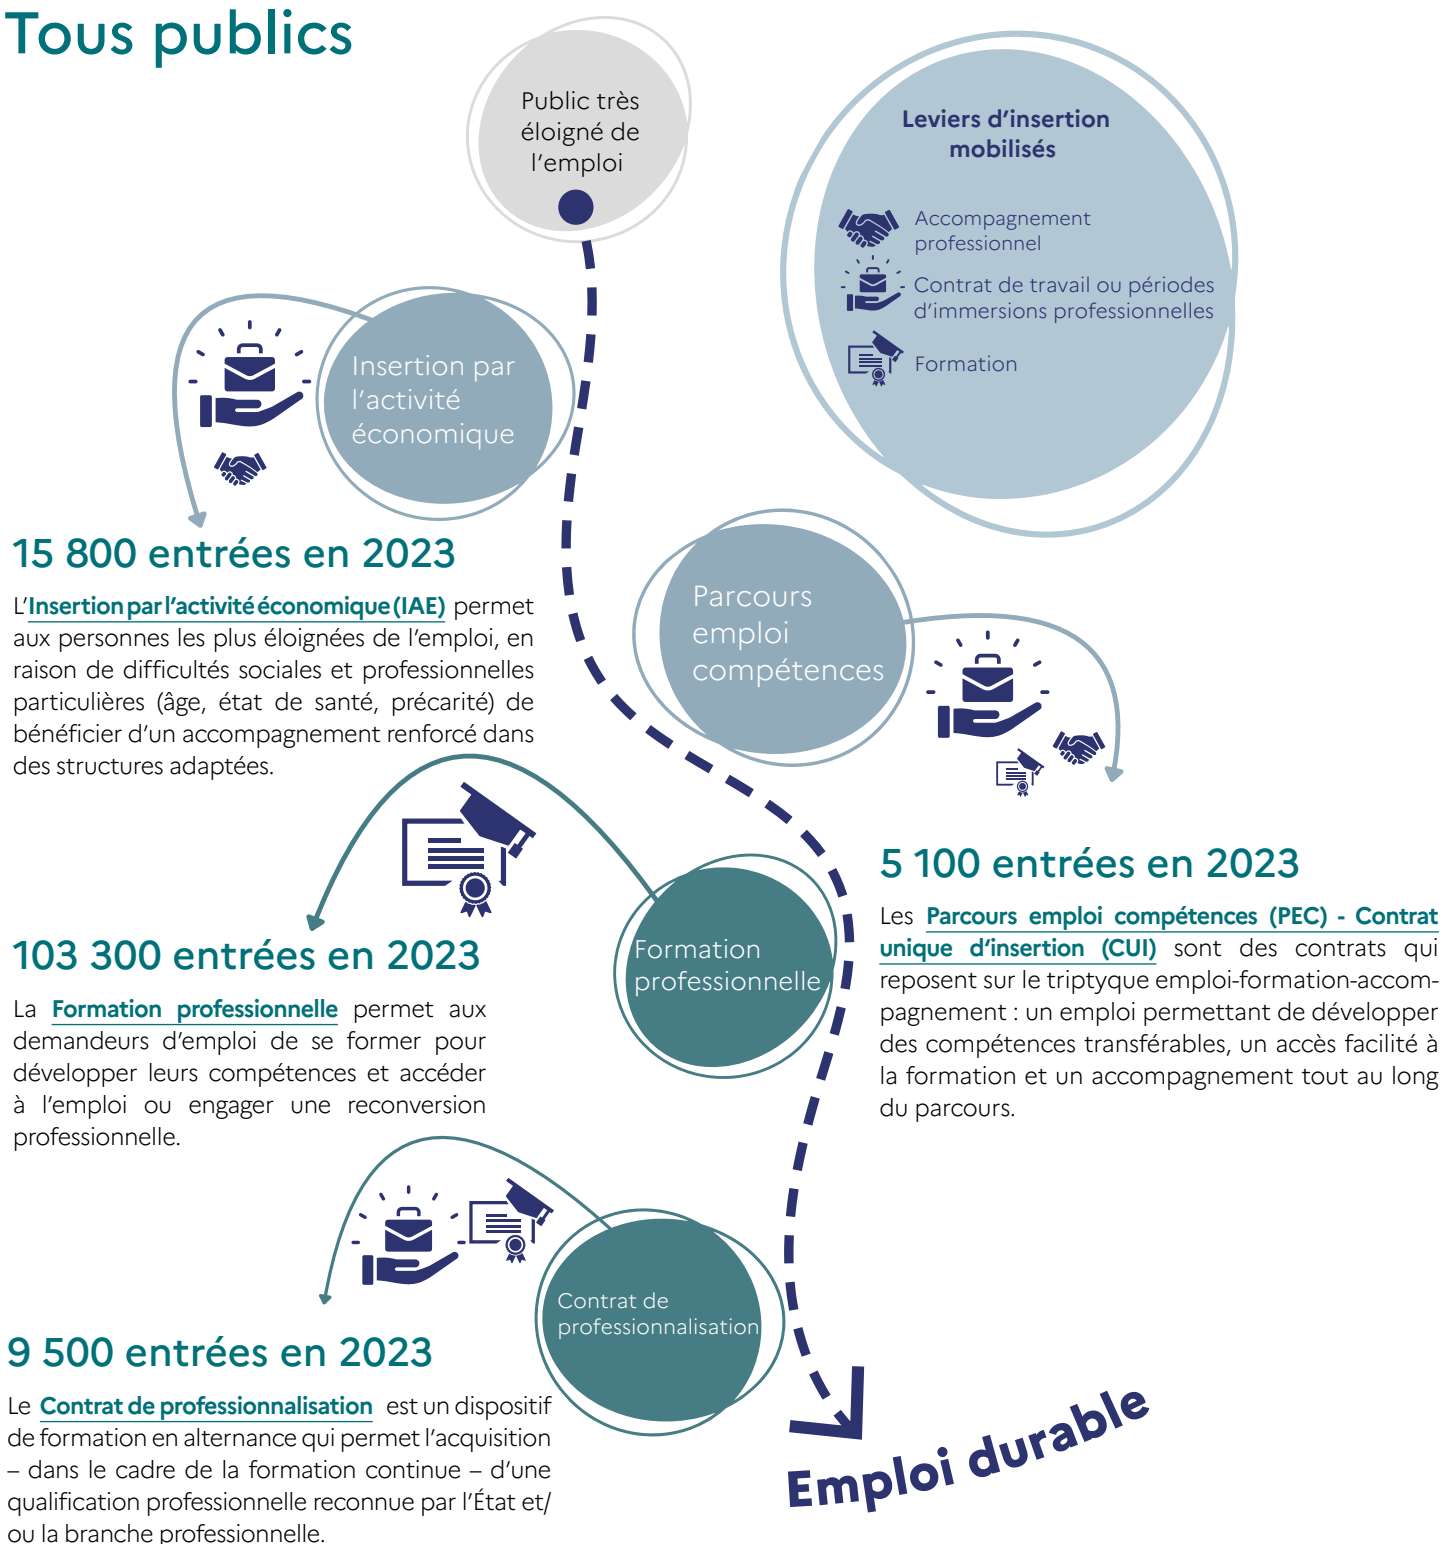 Tous publics
Public très
éloigné de
l'emploi
Leviers d'insertion
mobilisés
Accompagnement
professionnel
Contrat de travail ou périodes
d'immersions professionnelles
Formation
Insertion par
l'activité
économique
15 800 entrées en 2023
L'Insertion par l'activité économique (IAE) permet
aux personnes les plus éloignées de l'emploi, en
raison de difficultés sociales et professionnelles
particulières (âge, état de santé, précarité) de
bénéficier d'un accompagnement renforcé dans
des structures adaptées.
Parcours
emploi
compétences
5 100 entrées en 2023
Les Parcours emploi compétences (PEC) - Contrat
unique d'insertion (CUI) sont des contrats qui
reposent sur le triptyque emploi-formation-accom-
pagnement : un emploi permettant de développer
des compétences transférables, un accès facilité à
la formation et un accompagnement tout au long
du parcours.
Formation
professionnelle
103 300 entrées en 2023
La Formation professionnelle permet aux
demandeurs d'emploi de se former pour
développer leurs compétences et accéder
à l'emploi ou engager une reconversion
professionnelle.
Contrat de
professionnalisation
9 500 entrées en 2023
Le Contrat de professionnalisation est un dispositif
de formation en alternance qui permet l'acquisition
– dans le cadre de la formation continue – d'une
qualification professionnelle reconnue par l'État et/
ou la branche professionnelle.
Emploi durable